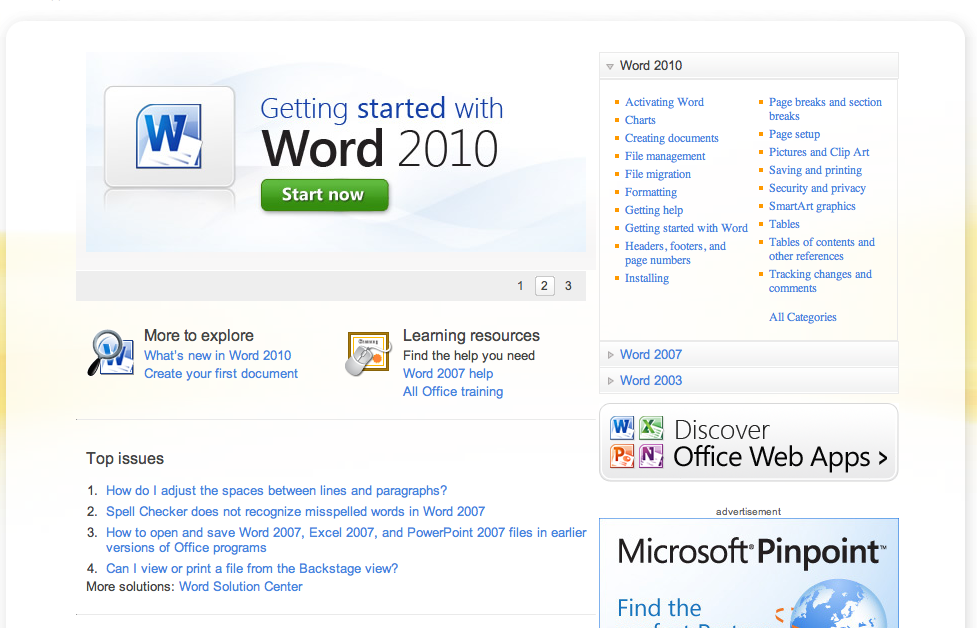 Getting started with
Word 2010
Start now
1 2 3
More to explore
What's new in Word 2010
Create your first document
Learning resources
Find the help you need
Word 2007 help
All Office training
Top issues
1. How do I adjust the spaces between lines and paragraphs?
2. Spell Checker does not recognize misspelled words in Word 2007
3. How to open and save Word 2007, Excel 2007, and PowerPoint 2007 files in earlier
versions of Office programs
4. Can I view or print a file from the Backstage view?
More solutions: Word Solution Center
Word 2010
Activating Word
Charts
Creating documents
File management
File migration
Formatting
Getting help
Getting started with Word
Headers, footers, and
page numbers
Installing
Page breaks and section
breaks
Page setup
Pictures and Clip Art
Saving and printing
Security and privacy
SmartArt graphics
Tables
Tables of contents and
other references
Tracking changes and
comments
All Categories
Word 2007
Word 2003
Discover
Office Web Apps ›
advertisement
Microsoft® Pinpoint™
Find the